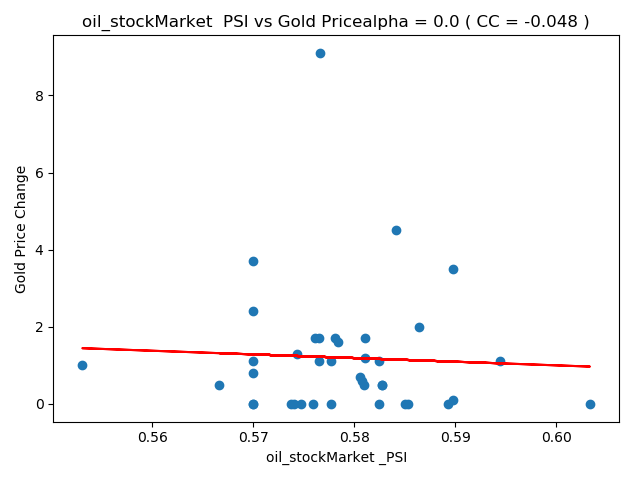 oil_stockMarket  PSI vs Gold Pricealpha = 0.0 ( CC = -0.048 )
Gold Price Change
8
6
4
2
0
0.56 0.57 0.58 0.59 0.60
oil_stockMarket _PSI